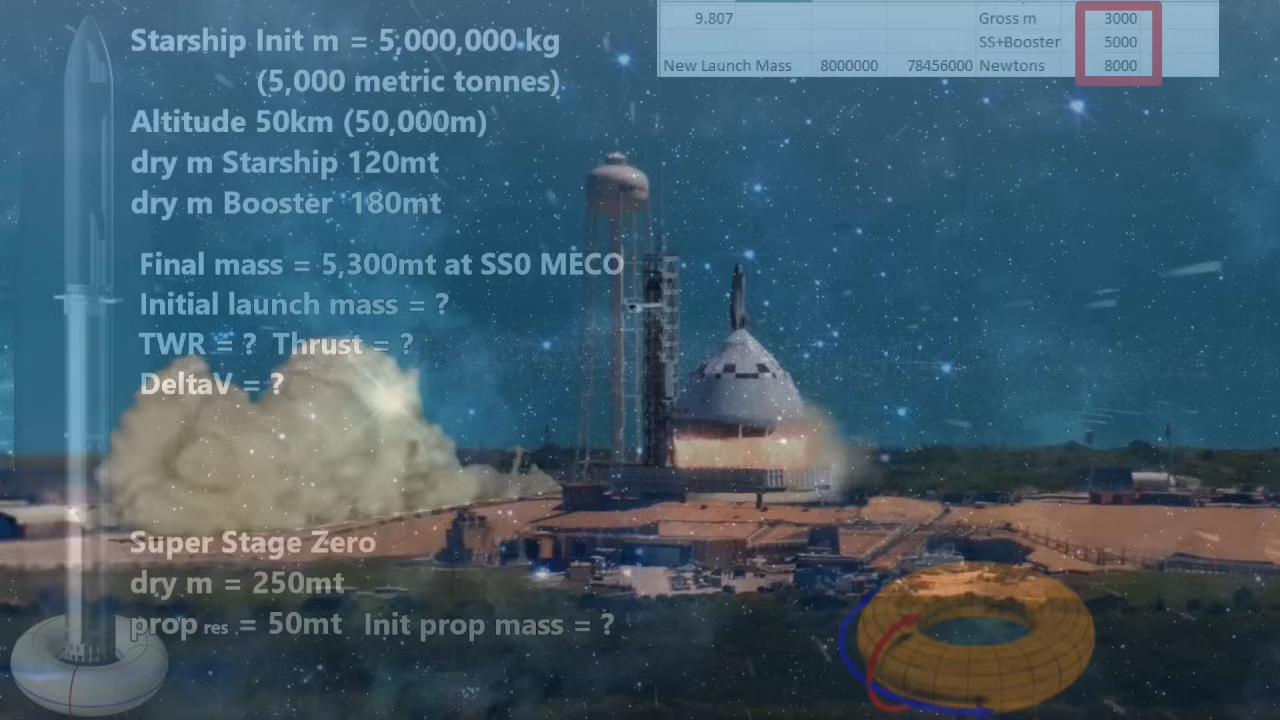 Starship Init m = 5,000,000 kg
(5,000 metric tonnes)
Altitude 50km (50,000m)
dry m Starship 120mt
dry m Booster 180mt
Final mass = 5,300mt at SS0 MECO
Initial launch mass = ?
TWR = ? Thrust = ?
DeltaV = ?
Super Stage Zero
dry m = 250mt
prop res = 50mt Init prop mass = ?
9.807 Gross m 3000
SS+Booster 5000
New Launch Mass 8000000 78456000 Newtons 8000